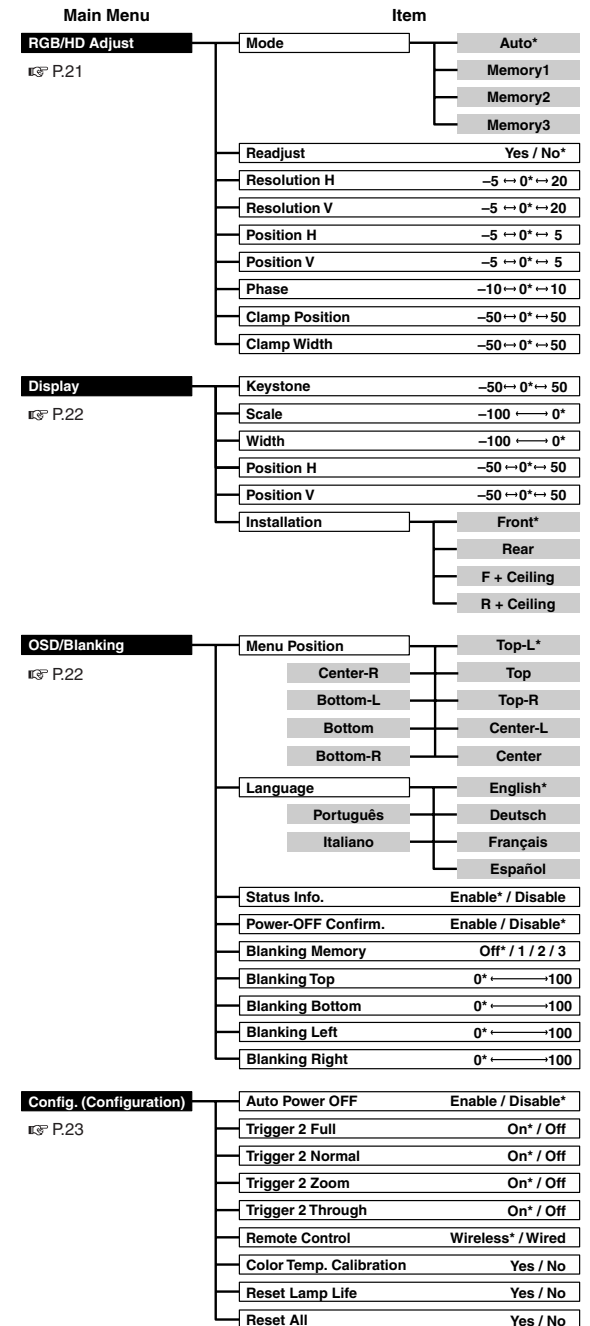 Main Menu Item
RGB/HD Adjust Mode Auto*
☞ P.21 Memory1
Memory2
Memory3
Readjust Yes / No*
Resolution H –5 ↔ 0* ↔ 20
Resolution V –5 ↔ 0* ↔ 20
Position H –5 ↔ 0* ↔ 5
Position V –5 ↔ 0* ↔ 5
Phase –10 ↔ 0* ↔ 10
Clamp Position –50 ↔ 0* ↔ 50
Clamp Width –50 ↔ 0* ↔ 50
Display Keystone –50 ↔ 0* ↔ 50
☞ P.22 Scale –100 ⟷ 0*
Width –100 ⟷ 0*
Position H –50 ↔ 0* ↔ 50
Position V –50 ↔ 0* ↔ 50
Installation Front*
Rear
F + Ceiling
R + Ceiling
OSD/Blanking Menu Position Top-L*
☞ P.22 Center-R Top
Bottom-L Top-R
Bottom Center-L
Bottom-R Center
Language English*
Português Deutsch
Italiano Français
Español
Status Info. Enable* / Disable
Power-OFF Confirm. Enable / Disable*
Blanking Memory Off* / 1 / 2 / 3
Blanking Top 0* ⟷ 100
Blanking Bottom 0* ⟷ 100
Blanking Left 0* ⟷ 100
Blanking Right 0* ⟷ 100
Config. (Configuration) Auto Power OFF Enable / Disable*
☞ P.23 Trigger 2 Full On* / Off
Trigger 2 Normal On* / Off
Trigger 2 Zoom On* / Off
Trigger 2 Through On* / Off
Remote Control Wireless* / Wired
Color Temp. Calibration Yes / No
Reset Lamp Life Yes / No
Reset All Yes / No